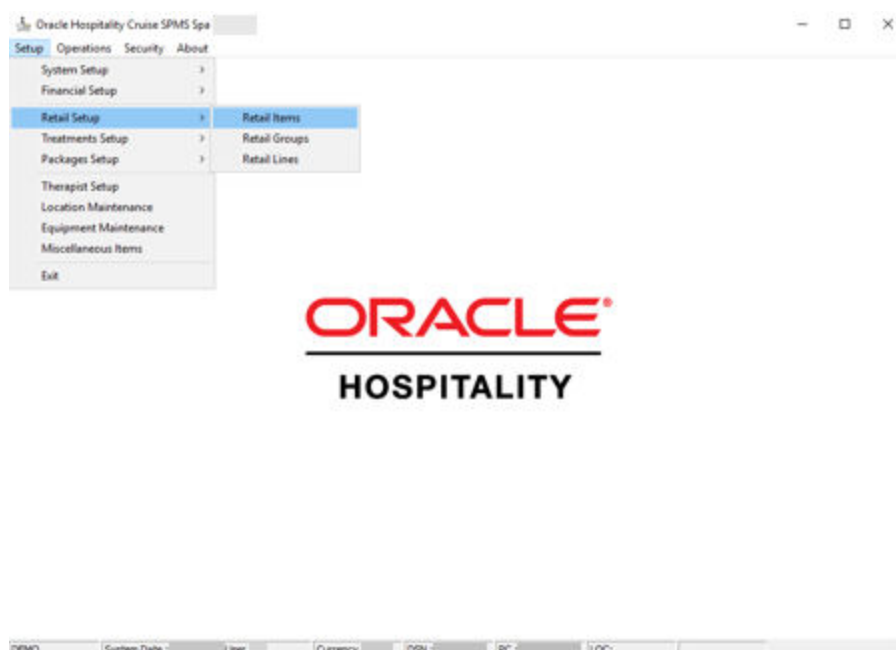 Oracle Hospitality Cruise SPMS Spa
Setup Operations Security About
System Setup
Financial Setup
Retail Setup
Treatments Setup
Packages Setup
Therapist Setup
Location Maintenance
Equipment Maintenance
Miscellaneous Items
Exit
Retail Items
Retail Groups
Retail Lines
ORACLE
HOSPITALITY
DEMO System Date : User Currency DSN : PC : LOC: